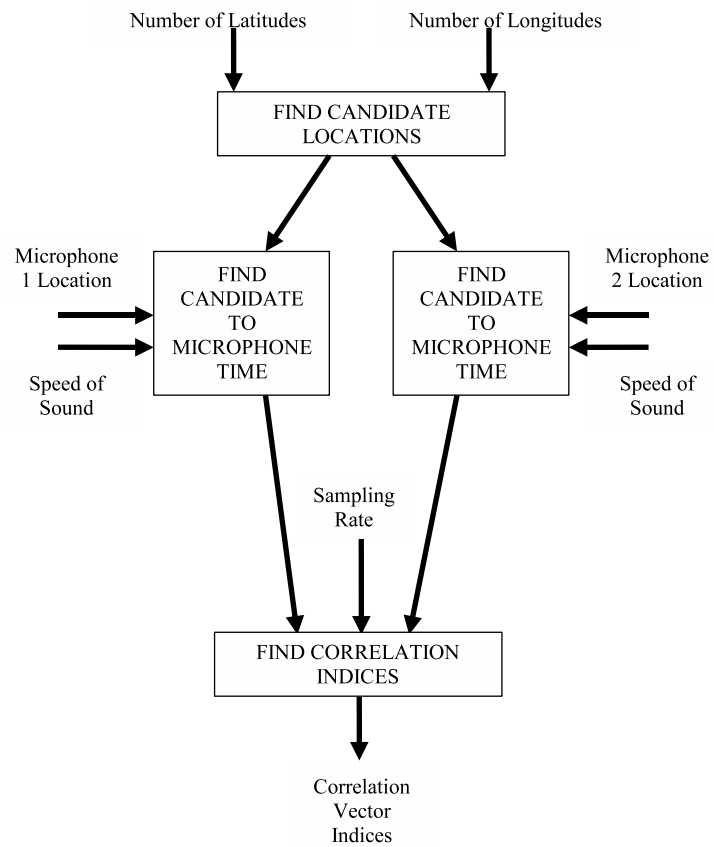 Number of Latitudes
Number of Longitudes
FIND CANDIDATE
LOCATIONS
Microphone
1 Location
Speed of
Sound
FIND
CANDIDATE
TO
MICROPHONE
TIME
FIND
CANDIDATE
TO
MICROPHONE
TIME
Microphone
2 Location
Speed of
Sound
Sampling
Rate
FIND CORRELATION
INDICES
Correlation
Vector
Indices